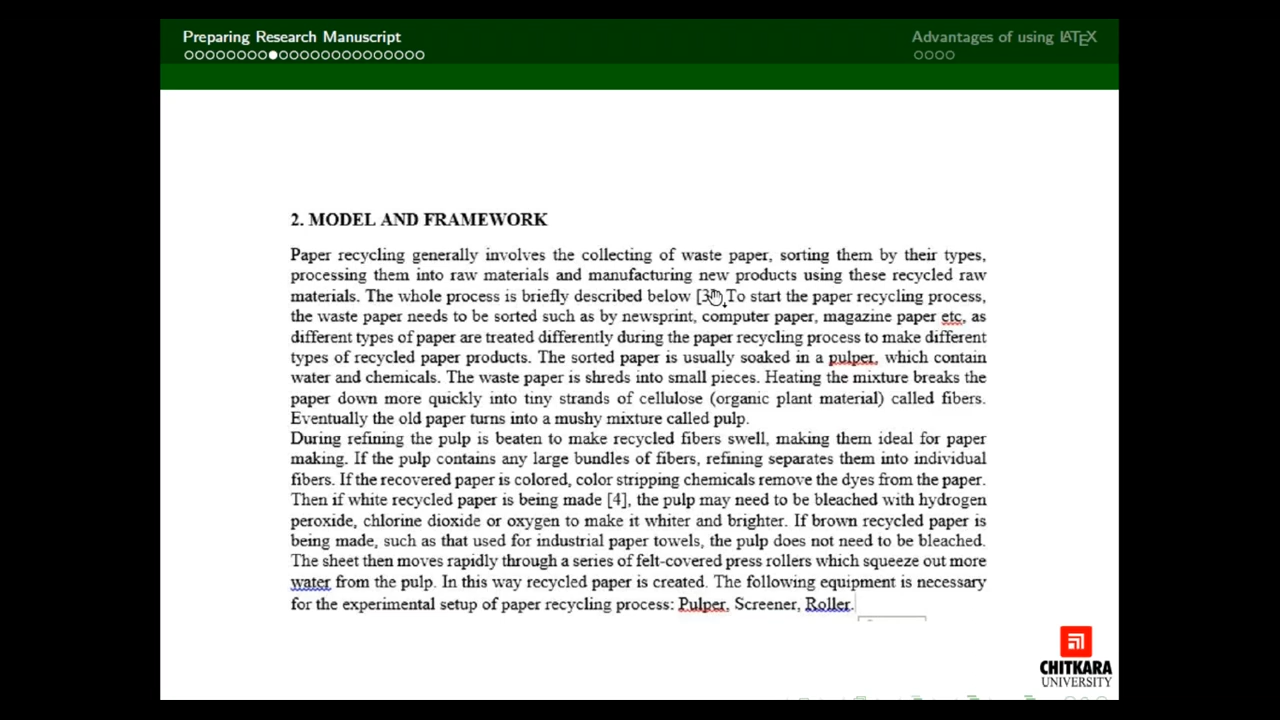 Preparing Research Manuscript
Advantages of using LATEX
2. MODEL AND FRAMEWORK
Paper recycling generally involves the collecting of waste paper, sorting them by their types,
processing them into raw materials and manufacturing new products using these recycled raw
materials. The whole process is briefly described below [3]. To start the paper recycling process,
the waste paper needs to be sorted such as by newsprint, computer paper, magazine paper etc, as
different types of paper are treated differently during the paper recycling process to make different
types of recycled paper products. The sorted paper is usually soaked in a pulper, which contain
water and chemicals. The waste paper is shreds into small pieces. Heating the mixture breaks the
paper down more quickly into tiny strands of cellulose (organic plant material) called fibers.
Eventually the old paper turns into a mushy mixture called pulp.
During refining the pulp is beaten to make recycled fibers swell, making them ideal for paper
making. If the pulp contains any large bundles of fibers, refining separates them into individual
fibers. If the recovered paper is colored, color stripping chemicals remove the dyes from the paper.
Then if white recycled paper is being made [4], the pulp may need to be bleached with hydrogen
peroxide, chlorine dioxide or oxygen to make it whiter and brighter. If brown recycled paper is
being made, such as that used for industrial paper towels, the pulp does not need to be bleached.
The sheet then moves rapidly through a series of felt-covered press rollers which squeeze out more
water from the pulp. In this way recycled paper is created. The following equipment is necessary
for the experimental setup of paper recycling process: Pulper, Screener, Roller.
CHITKARA
UNIVERSITY